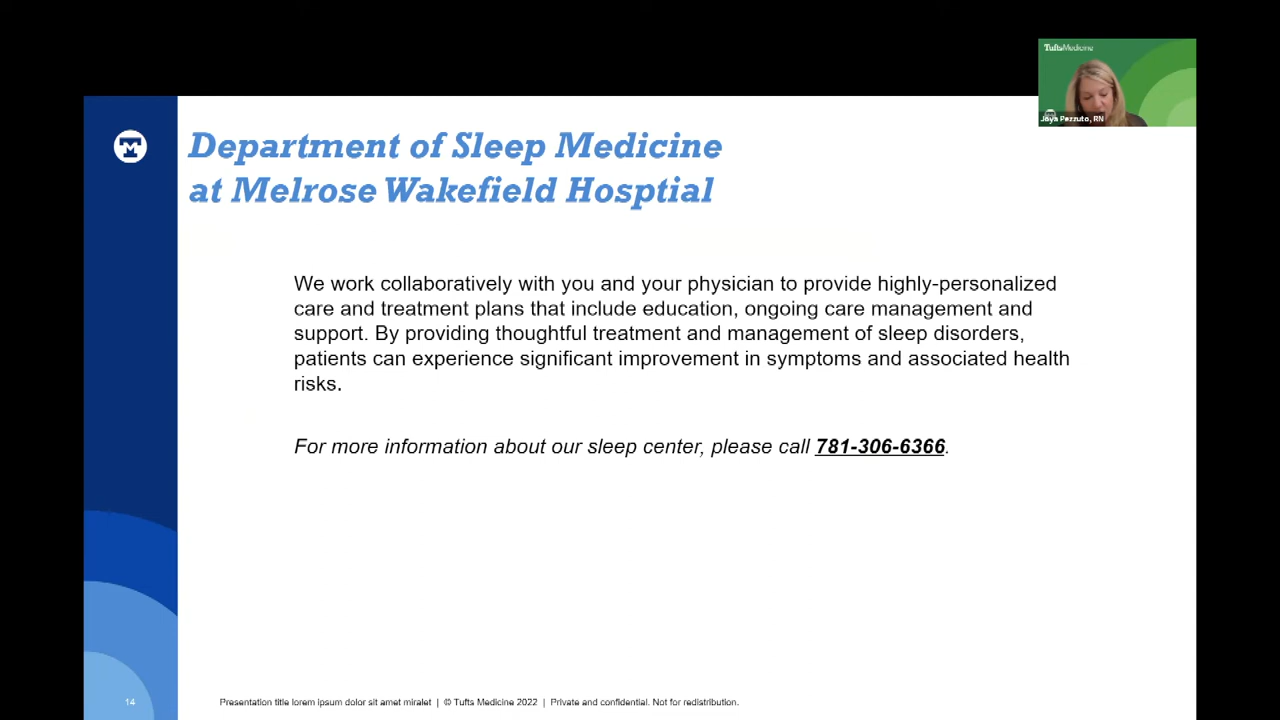 TuftsMedicine
Joya Pezzuto, RN
Department of Sleep Medicine
at Melrose Wakefield Hosptial
We work collaboratively with you and your physician to provide highly-personalized
care and treatment plans that include education, ongoing care management and
support. By providing thoughtful treatment and management of sleep disorders,
patients can experience significant improvement in symptoms and associated health
risks.
For more information about our sleep center, please call 781-306-6366.
14
Presentation title lorem ipsum dolor sit amet miralet | © Tufts Medicine 2022 | Private and confidential. Not for redistribution.